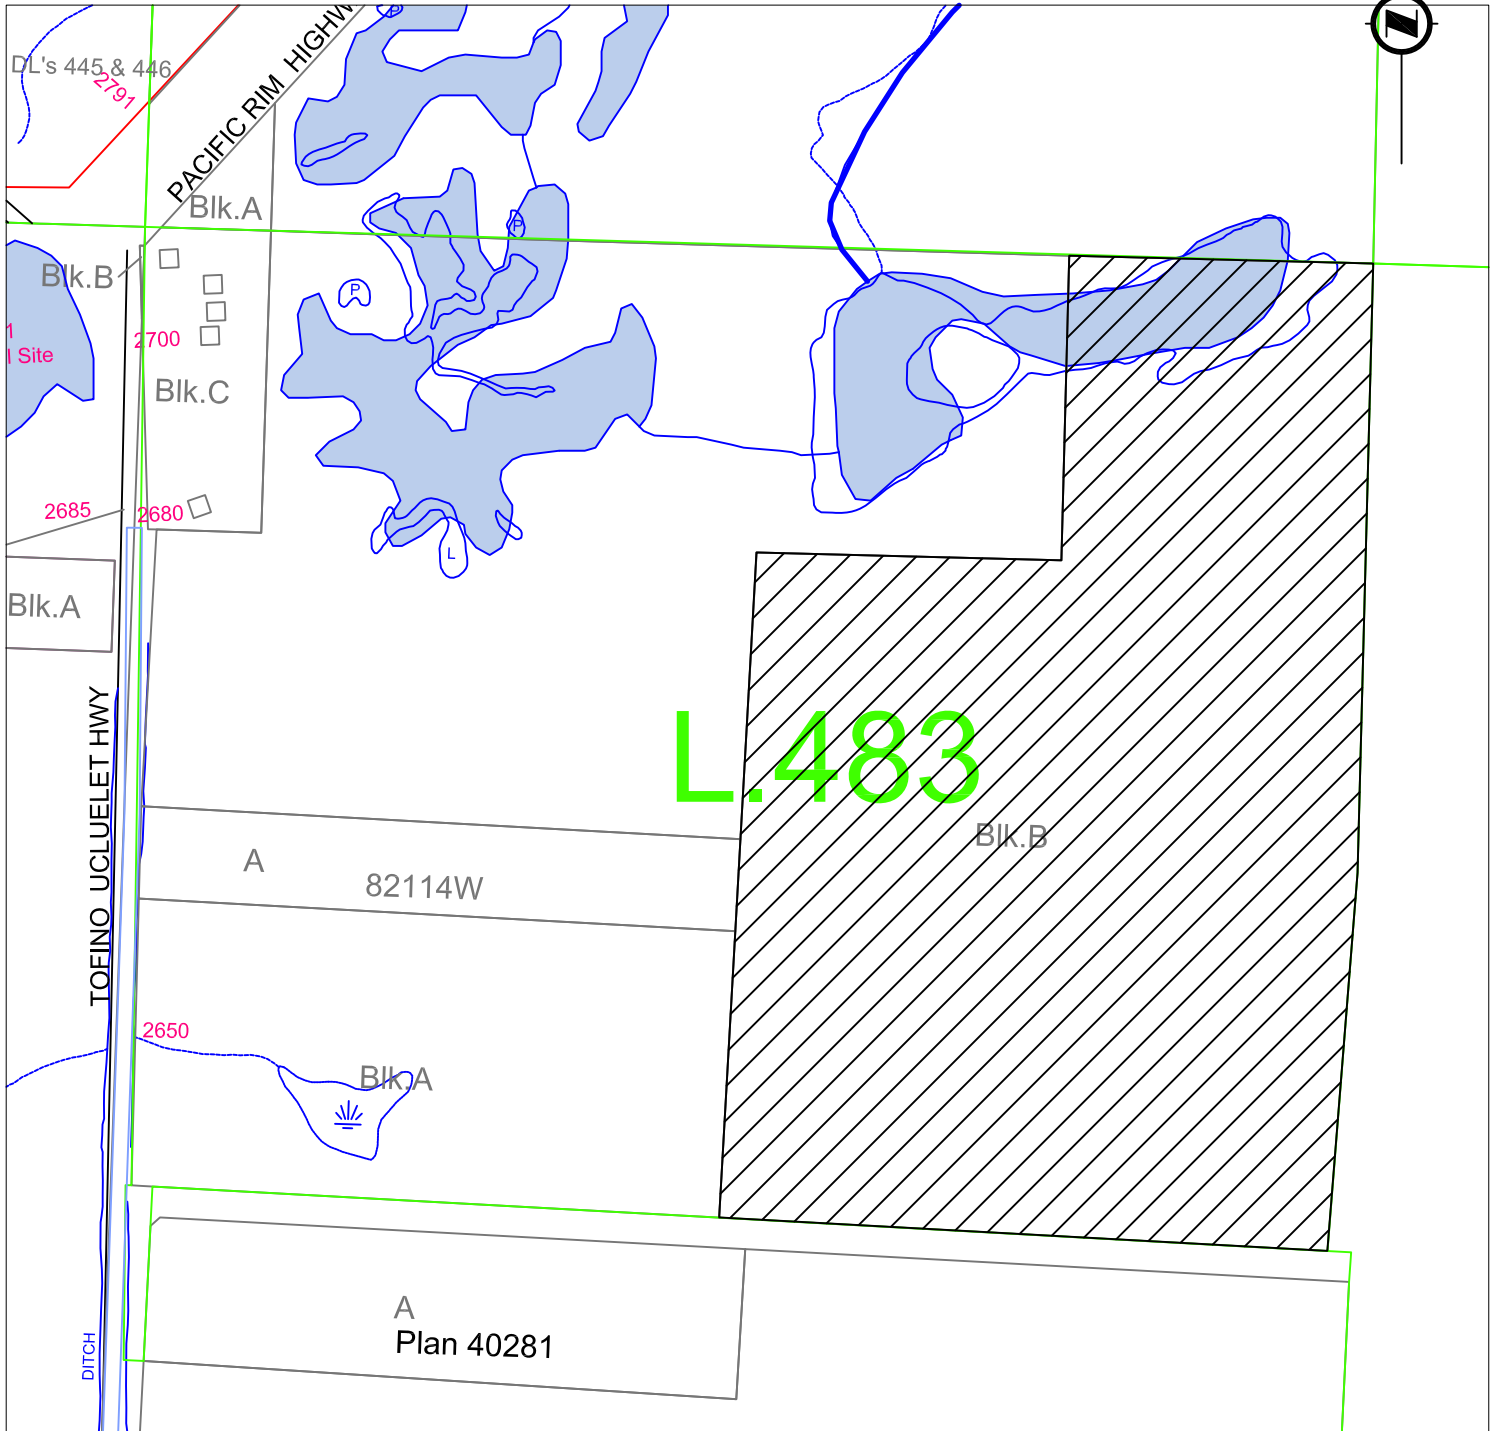 P
DL's 445 & 446
2791
PACIFIC RIM HIGHW
Blk.A
P
Blk.B
P
1
l Site
2700
Blk.C
2685
2680
L
Blk.A
TOFINO UCLUELET HWY
L.483
Blk.B
A
82114W
2650
Blk.A
A
Plan 40281
DITCH